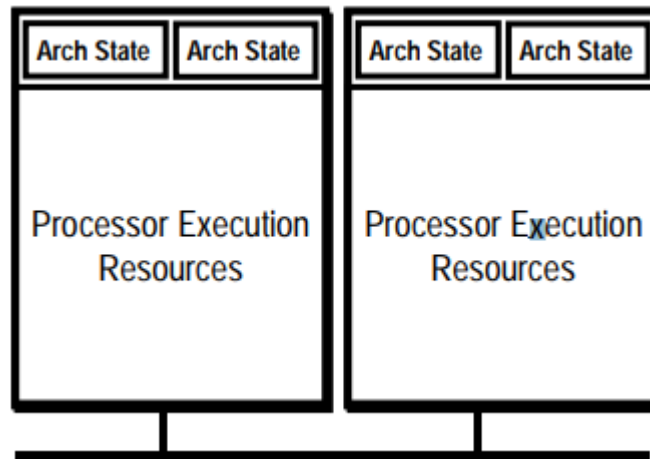 Arch State Arch State Arch State Arch State
Processor Execution
Resources
Processor Execution
Resources